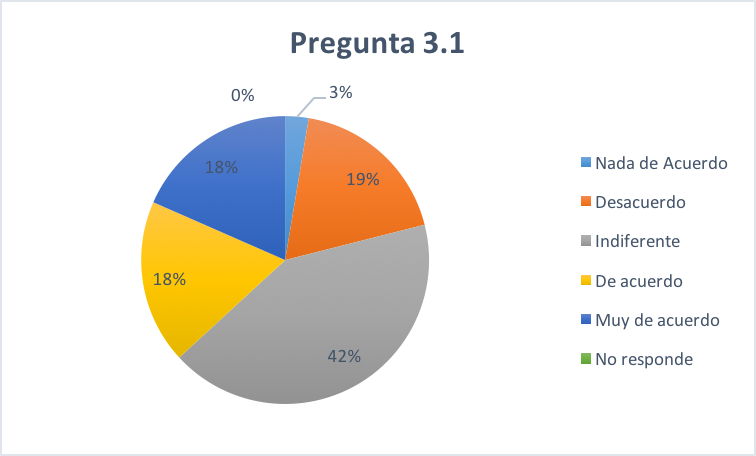 Pregunta 3.1
0%
3%
18%
19%
18%
42%
Nada de Acuerdo
Desacuerdo
Indiferente
De acuerdo
Muy de acuerdo
No responde